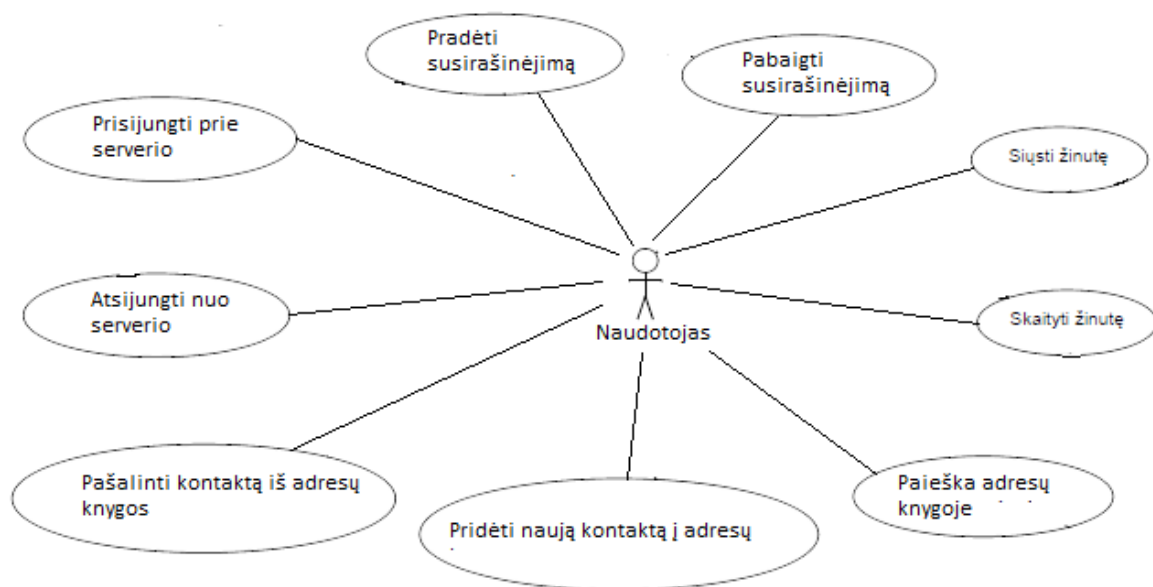 Pradėti
susirašinėjimą
Pabaigti
susirašinėjimą
Prisijungti prie
serverio
Siųsti žinutę
Atsijungti nuo
serverio
Skaityti žinutę
Naudotojas
Pašalinti kontaktą iš adresų
knygos
Pridėti naują kontaktą į adresų
Paieška adresų
knygoje